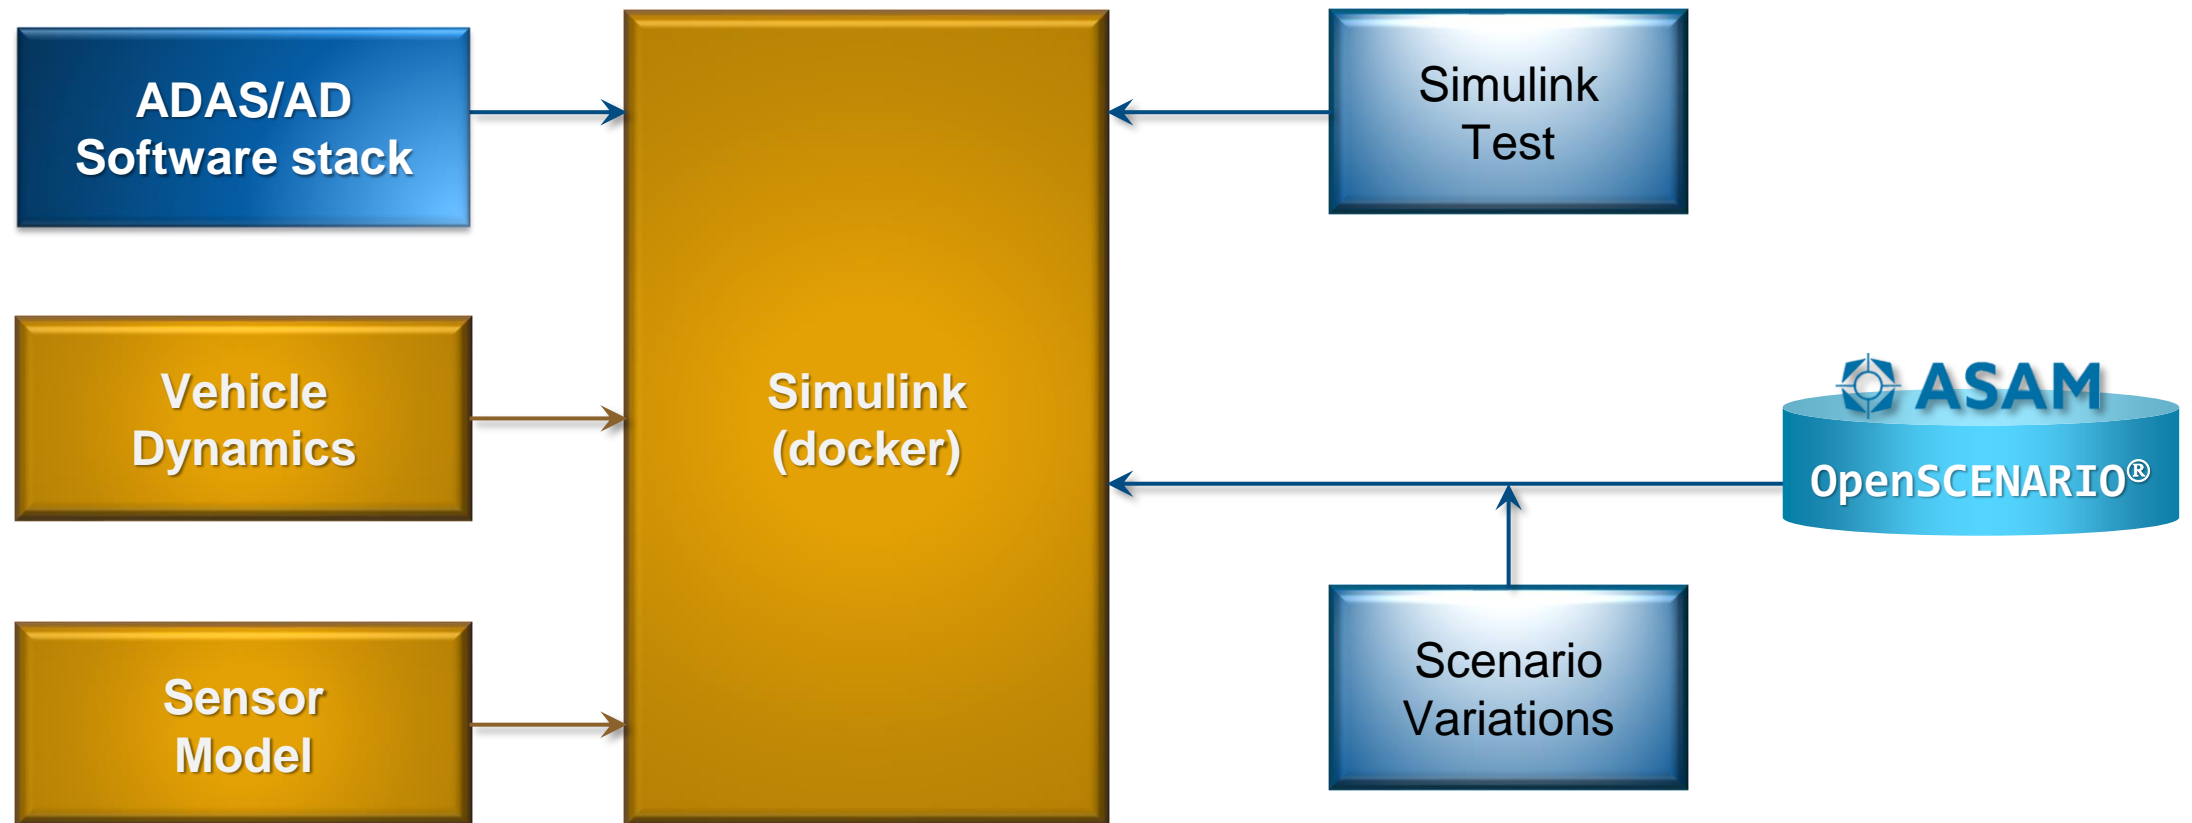 ADAS/AD
Software stack
Vehicle
Dynamics
Sensor
Model
Simulink
(docker)
Simulink
Test
ASAM
OpenSCENARIO®
Scenario
Variations